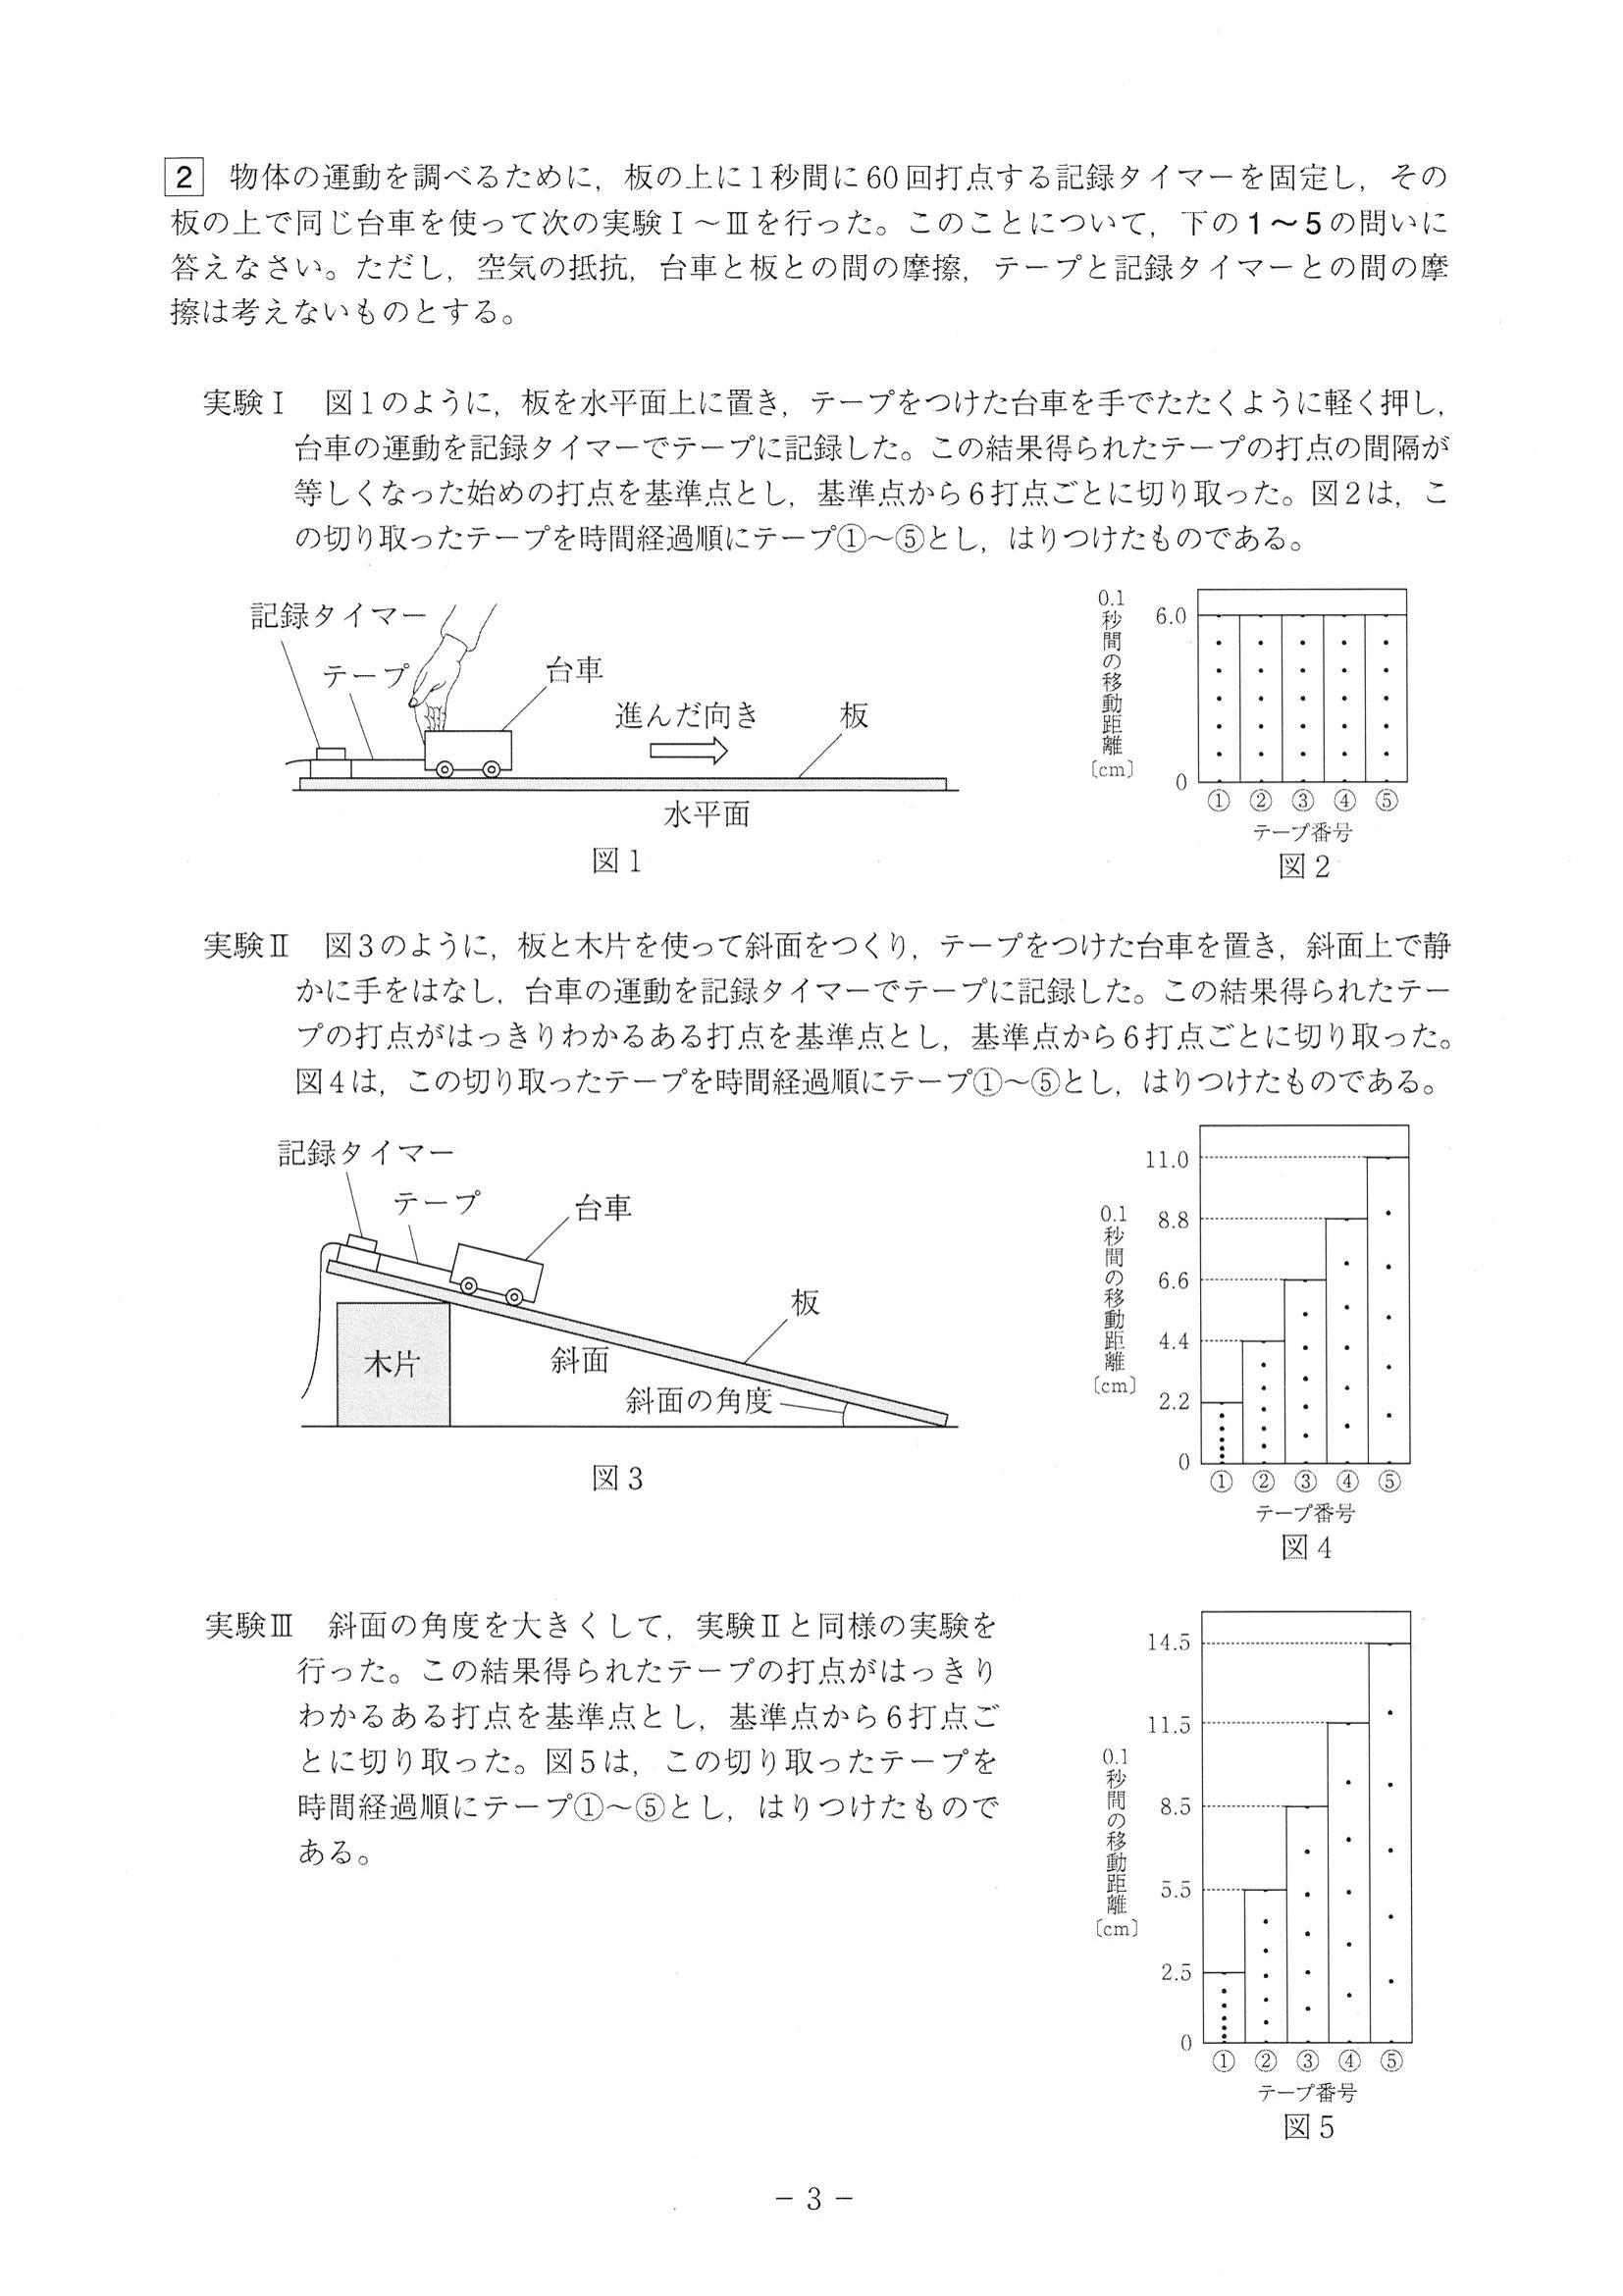 2 物体の運動を調べるために，板の上に1秒間に60回打点する記録タイマーを固定し，その
板の上で同じ台車を使って次の実験Ⅰ～Ⅲを行った。このことについて，下の1～5の問いに
答えなさい。ただし，空気の抵抗，台車と板との間の摩擦，テープと記録タイマーとの間の摩
擦は考えないものとする。
実験Ⅰ 図1のように，板を水平面上に置き，テープをつけた台車を手でたたくように軽く押し，
台車の運動を記録タイマーでテープに記録した。この結果得られたテープの打点の間隔が
等しくなった始めの打点を基準点とし，基準点から6打点ごとに切り取った。図2は，こ
の切り取ったテープを時間経過順にテープ①～⑤とし，はりつけたものである。
記録タイマー
テープ
台車
進んだ向き
板
水平面
図1
0.1秒間の移動距離〔cm〕
6.0
0
① ② ③ ④ ⑤
テープ番号
図2
実験Ⅱ 図3のように，板と木片を使って斜面をつくり，テープをつけた台車を置き，斜面上で静
かに手をはなし，台車の運動を記録タイマーでテープに記録した。この結果得られたテー
プの打点がはっきりわかるある打点を基準点とし，基準点から6打点ごとに切り取った。
図4は，この切り取ったテープを時間経過順にテープ①～⑤とし，はりつけたものである。
記録タイマー
テープ
台車
板
木片
斜面
斜面の角度
図3
0.1秒間の移動距離〔cm〕
11.0
8.8
6.6
4.4
2.2
0
① ② ③ ④ ⑤
テープ番号
図4
実験Ⅲ 斜面の角度を大きくして，実験Ⅱと同様の実験を
行った。この結果得られたテープの打点がはっきり
わかるある打点を基準点とし，基準点から6打点ご
とに切り取った。図5は，この切り取ったテープを
時間経過順にテープ①～⑤とし，はりつけたもので
ある。
0.1秒間の移動距離〔cm〕
14.5
11.5
8.5
5.5
2.5
0
① ② ③ ④ ⑤
テープ番号
図5
－ 3 －